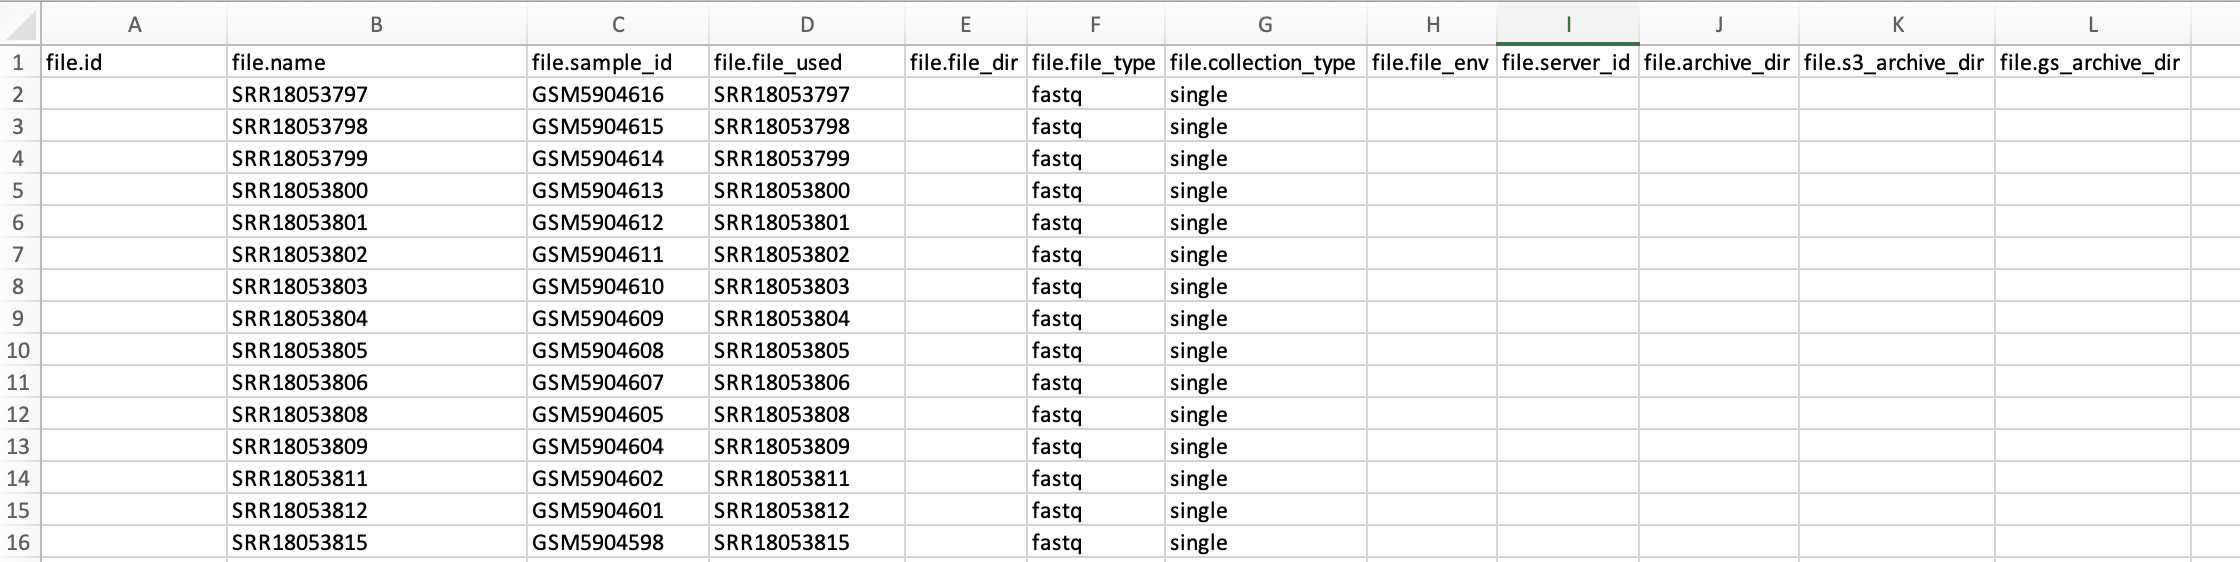 A B C D E F G H I J K L
1 file.id file.name file.sample_id file.file_used file.file_dir file.file_type file.collection_type file.file_env file.server_id file.archive_dir file.s3_archive_dir file.gs_archive_dir
2 SRR18053797 GSM5904616 SRR18053797 fastq single
3 SRR18053798 GSM5904615 SRR18053798 fastq single
4 SRR18053799 GSM5904614 SRR18053799 fastq single
5 SRR18053800 GSM5904613 SRR18053800 fastq single
6 SRR18053801 GSM5904612 SRR18053801 fastq single
7 SRR18053802 GSM5904611 SRR18053802 fastq single
8 SRR18053803 GSM5904610 SRR18053803 fastq single
9 SRR18053804 GSM5904609 SRR18053804 fastq single
10 SRR18053805 GSM5904608 SRR18053805 fastq single
11 SRR18053806 GSM5904607 SRR18053806 fastq single
12 SRR18053808 GSM5904605 SRR18053808 fastq single
13 SRR18053809 GSM5904604 SRR18053809 fastq single
14 SRR18053811 GSM5904602 SRR18053811 fastq single
15 SRR18053812 GSM5904601 SRR18053812 fastq single
16 SRR18053815 GSM5904598 SRR18053815 fastq single